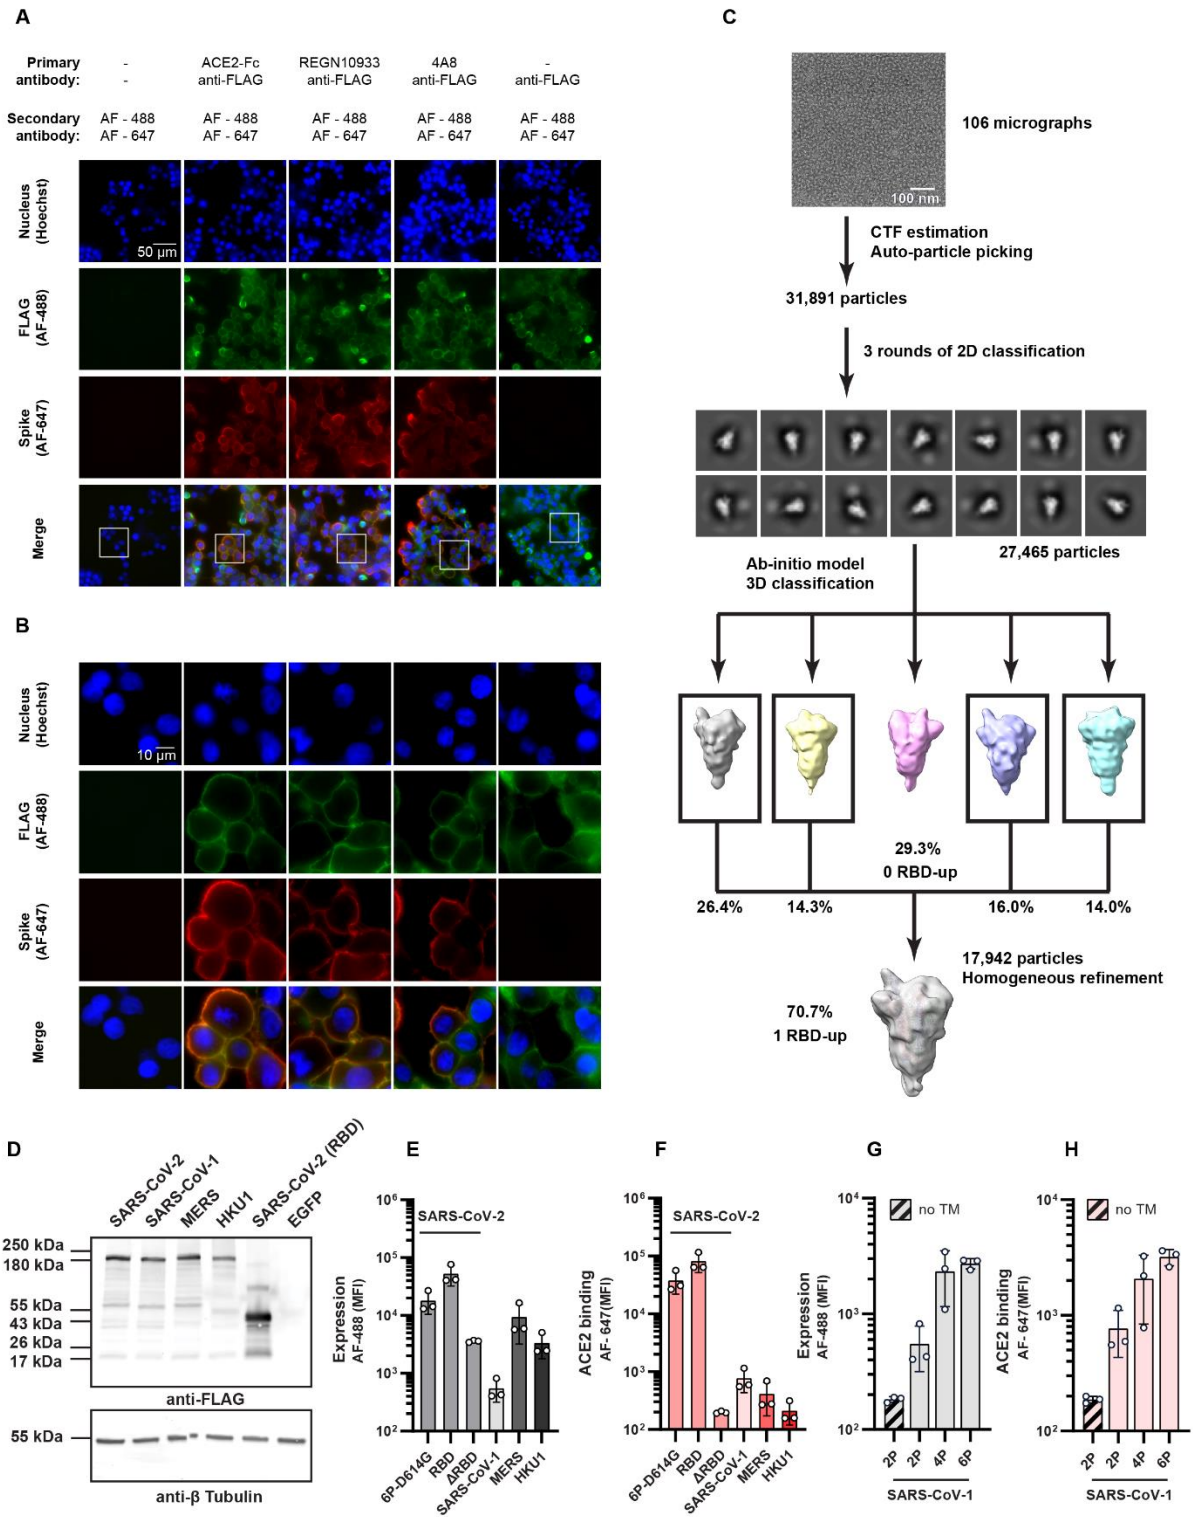 A
Primary antibody:
- ACE2-Fc REGN10933 4A8 -
- anti-FLAG anti-FLAG anti-FLAG anti-FLAG
Secondary antibody:
AF - 488 AF - 488 AF - 488 AF - 488 AF - 488
AF - 647 AF - 647 AF - 647 AF - 647 AF - 647
Nucleus
(Hoechst)
50 µm
FLAG
(AF-488)
Spike
(AF-647)
Merge
B
Nucleus
(Hoechst)
10 µm
FLAG
(AF-488)
Spike
(AF-647)
Merge
C
100 nm
106 micrographs
CTF estimation
Auto-particle picking
31,891 particles
3 rounds of 2D classification
27,465 particles
Ab-initio model
3D classification
29.3%
0 RBD-up
26.4% 14.3% 16.0% 14.0%
17,942 particles
Homogeneous refinement
70.7%
1 RBD-up
D
SARS-CoV-2
SARS-CoV-1
MERS
HKU1
SARS-CoV-2 (RBD)
EGFP
250 kDa
180 kDa
55 kDa
43 kDa
26 kDa
17 kDa
anti-FLAG
55 kDa
anti-β Tubulin
E
SARS-CoV-2
Expression
AF-488 (MFI)
10⁶
10⁵
10⁴
10³
10²
6P-D614G
RBD
ΔRBD
SARS-CoV-1
MERS
HKU1
F
SARS-CoV-2
ACE2 binding
AF- 647(MFI)
10⁶
10⁵
10⁴
10³
10²
6P-D614G
RBD
ΔRBD
SARS-CoV-1
MERS
HKU1
G
no TM
Expression
AF-488 (MFI)
10⁴
10³
10²
2P 2P 4P 6P
SARS-CoV-1
H
no TM
ACE2 binding
AF- 647(MFI)
10⁴
10³
10²
2P 2P 4P 6P
SARS-CoV-1